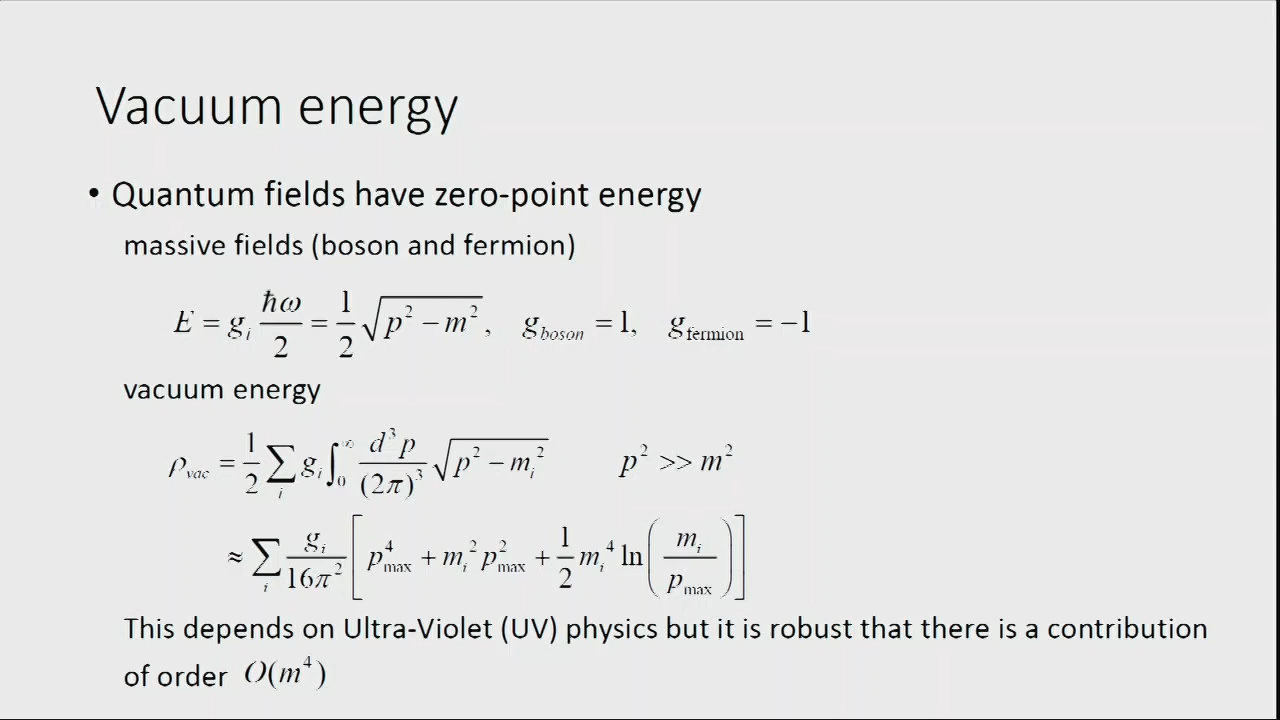 Vacuum energy
• Quantum fields have zero-point energy
massive fields (boson and fermion)
E = g_i ħω/2 = 1/2 √(p² − m²), g_boson = 1, g_fermion = −1
vacuum energy
ρ_vac = 1/2 ∑_i g_i ∫_0^∞ d³p/(2π)³ √(p² − m_i²) p² >> m²
≈ ∑_i g_i/16π² [p_max⁴ + m_i² p_max² + 1/2 m_i⁴ ln(m_i/p_max)]
This depends on Ultra-Violet (UV) physics but it is robust that there is a contribution
of order O(m⁴)